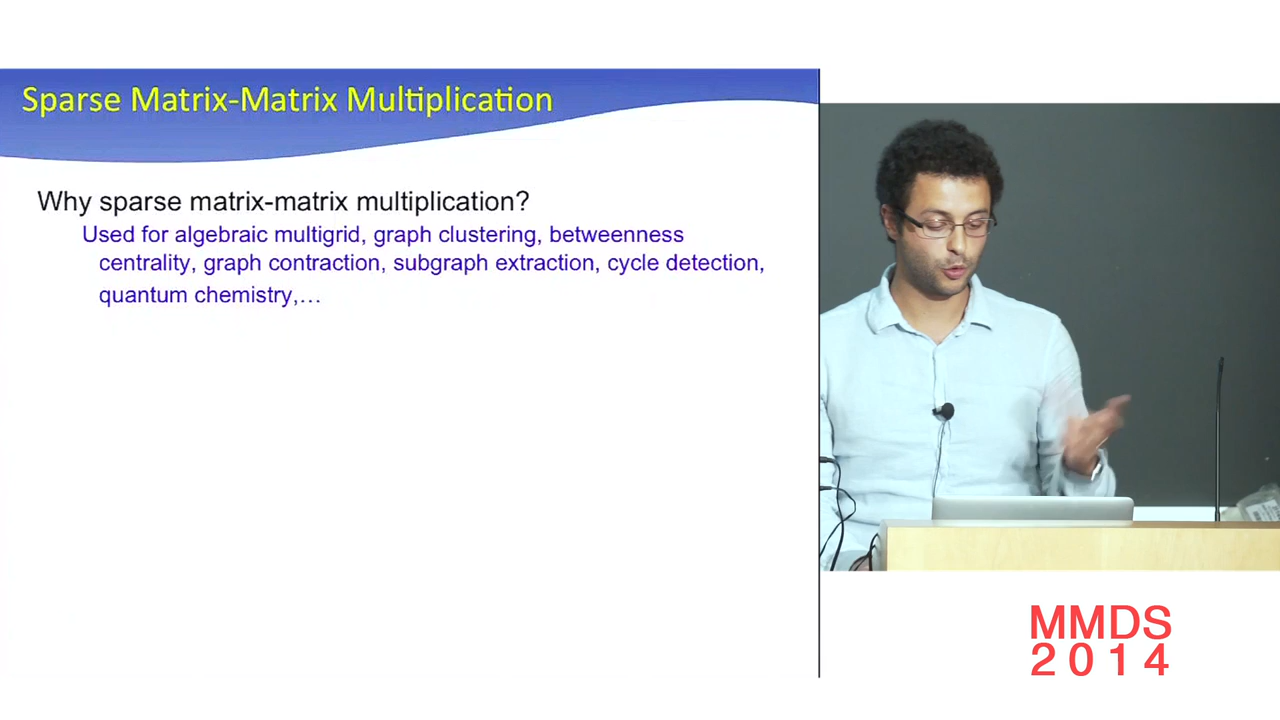 Sparse Matrix-Matrix Multiplication
Why sparse matrix-matrix multiplication?
Used for algebraic multigrid, graph clustering, betweenness
centrality, graph contraction, subgraph extraction, cycle detection,
quantum chemistry,…
MMDS
2014